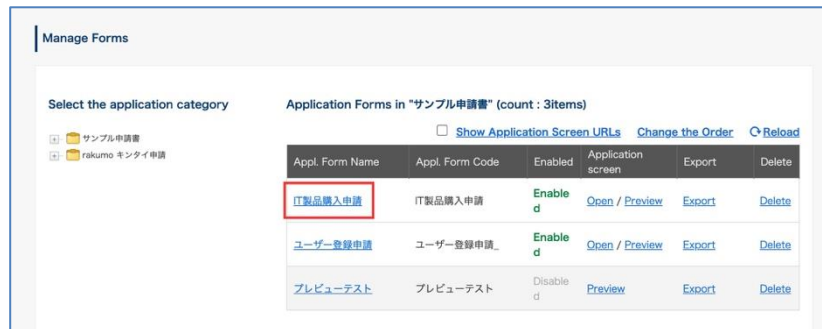 Manage Forms
Select the application category
サンプル申請書
rakumo キンタイ申請
Application Forms in "サンプル申請書" (count : 3items)
Show Application Screen URLs Change the Order Reload
Appl. Form Name Appl. Form Code Enabled Application screen Export Delete
IT製品購入申請 IT製品購入申請 Enabled Open / Preview Export Delete
ユーザー登録申請 ユーザー登録申請_ Enabled Open / Preview Export Delete
プレビューテスト プレビューテスト Disabled Preview Export Delete